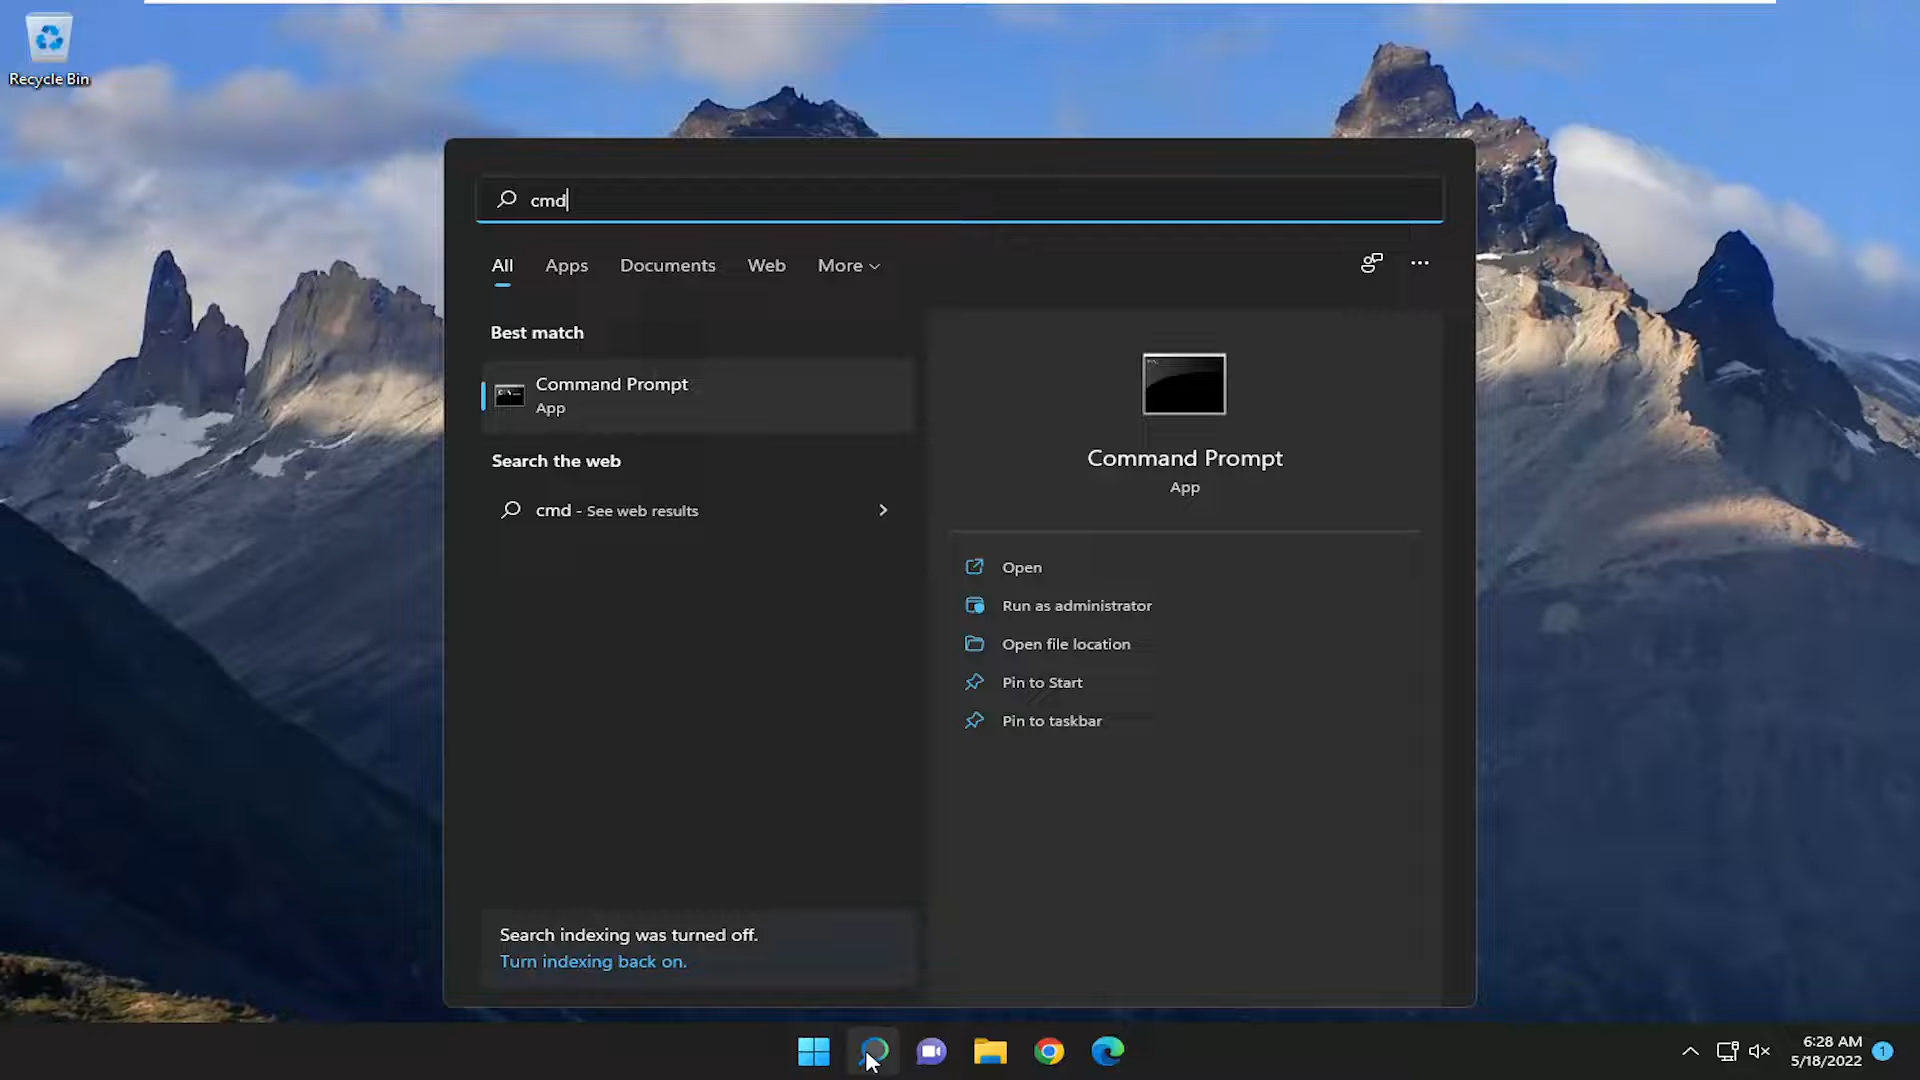 Recycle Bin
cmd
All Apps Documents Web More
Best match
Command Prompt
App
Search the web
cmd - See web results
Command Prompt
App
Open
Run as administrator
Open file location
Pin to Start
Pin to taskbar
Search indexing was turned off.
Turn indexing back on.
6:28 AM
5/18/2022
1